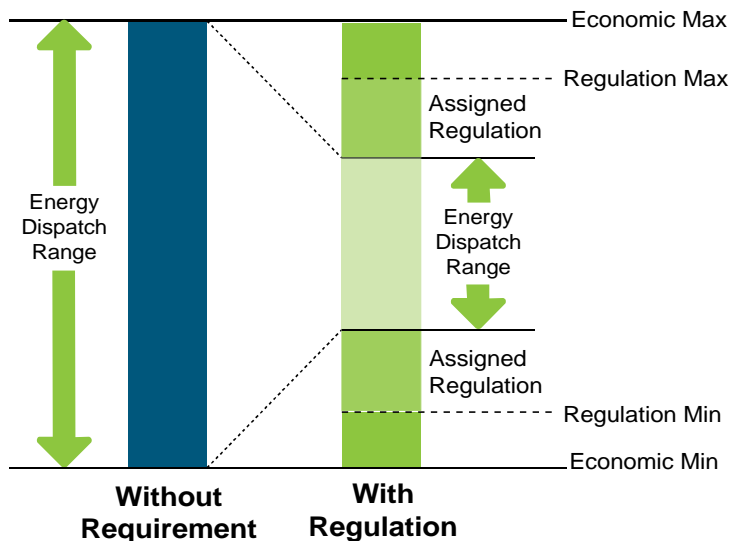 Economic Max
Regulation Max
Assigned
Regulation
Energy
Dispatch
Range
Energy
Dispatch
Range
Assigned
Regulation
Regulation Min
Economic Min
Without
Requirement
With
Regulation